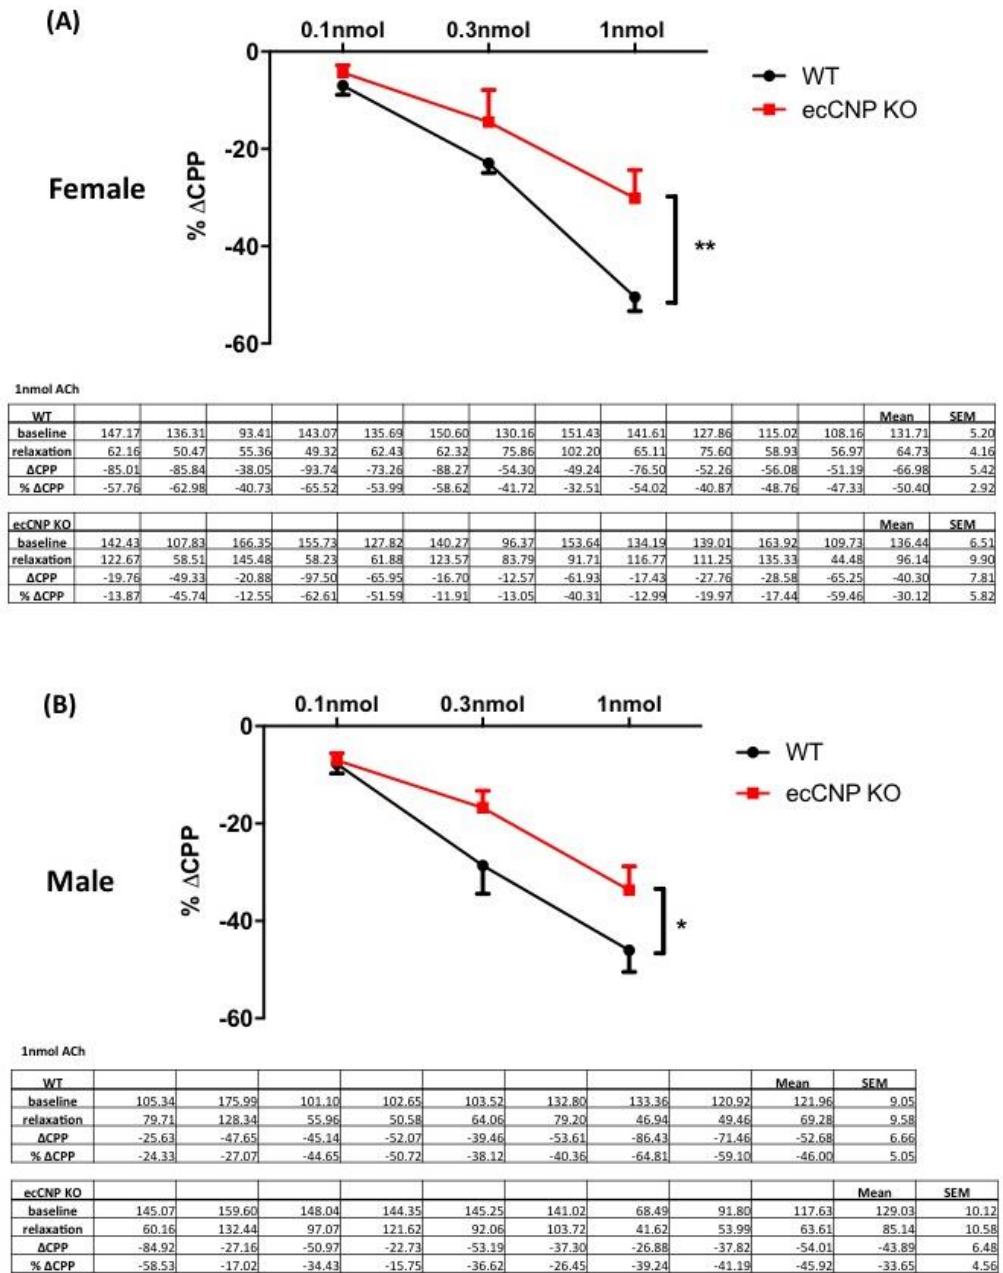 (A)
0.1nmol 0.3nmol 1nmol
0
-20
-40
-60
% ΔCPP
Female
WT
ecCNP KO
**
1nmol ACh
WT Mean SEM
baseline 147.17 136.31 93.41 143.07 135.69 150.60 130.16 151.43 141.61 127.86 115.02 108.16 131.71 5.20
relaxation 62.16 50.47 55.36 49.32 62.43 62.32 75.86 102.20 65.11 75.60 58.93 56.97 64.73 4.16
ΔCPP -85.01 -85.84 -38.05 -93.74 -73.26 -88.27 -54.30 -49.24 -76.50 -52.26 -56.08 -51.19 -66.98 5.42
% ΔCPP -57.76 -62.98 -40.73 -65.52 -53.99 -58.62 -41.72 -32.51 -54.02 -40.87 -48.76 -47.33 -50.40 2.92
ecCNP KO Mean SEM
baseline 142.43 107.83 166.35 155.73 127.82 140.27 96.37 153.64 134.19 139.01 163.92 109.73 136.44 6.51
relaxation 122.67 58.51 145.48 58.23 61.88 123.57 83.79 91.71 116.77 111.25 135.33 44.48 96.14 9.90
ΔCPP -19.76 -49.33 -20.88 -97.50 -65.95 -16.70 -12.57 -61.93 -17.43 -27.76 -28.58 -65.25 -40.30 7.81
% ΔCPP -13.87 -45.74 -12.55 -62.61 -51.59 -11.91 -13.05 -40.31 -12.99 -19.97 -17.44 -59.46 -30.12 5.82
(B)
0.1nmol 0.3nmol 1nmol
0
-20
-40
-60
% ΔCPP
Male
WT
ecCNP KO
*
1nmol ACh
WT Mean SEM
baseline 105.34 175.99 101.10 102.65 103.52 132.80 133.36 120.92 121.96 9.05
relaxation 79.71 128.34 55.96 50.58 64.06 79.20 46.94 49.46 69.28 9.58
ΔCPP -25.63 -47.65 -45.14 -52.07 -39.46 -53.61 -86.43 -71.46 -52.68 6.66
% ΔCPP -24.33 -27.07 -44.65 -50.72 -38.12 -40.36 -64.81 -59.10 -46.00 5.05
ecCNP KO Mean SEM
baseline 145.07 159.60 148.04 144.35 145.25 141.02 68.49 91.80 117.63 129.03 10.12
relaxation 60.16 132.44 97.07 121.62 92.06 103.72 41.62 53.99 63.61 85.14 10.58
ΔCPP -84.92 -27.16 -50.97 -22.73 -53.19 -37.30 -26.88 -37.82 -54.01 -43.89 6.48
% ΔCPP -58.53 -17.02 -34.43 -15.75 -36.62 -26.45 -39.24 -41.19 -45.92 -33.65 4.56